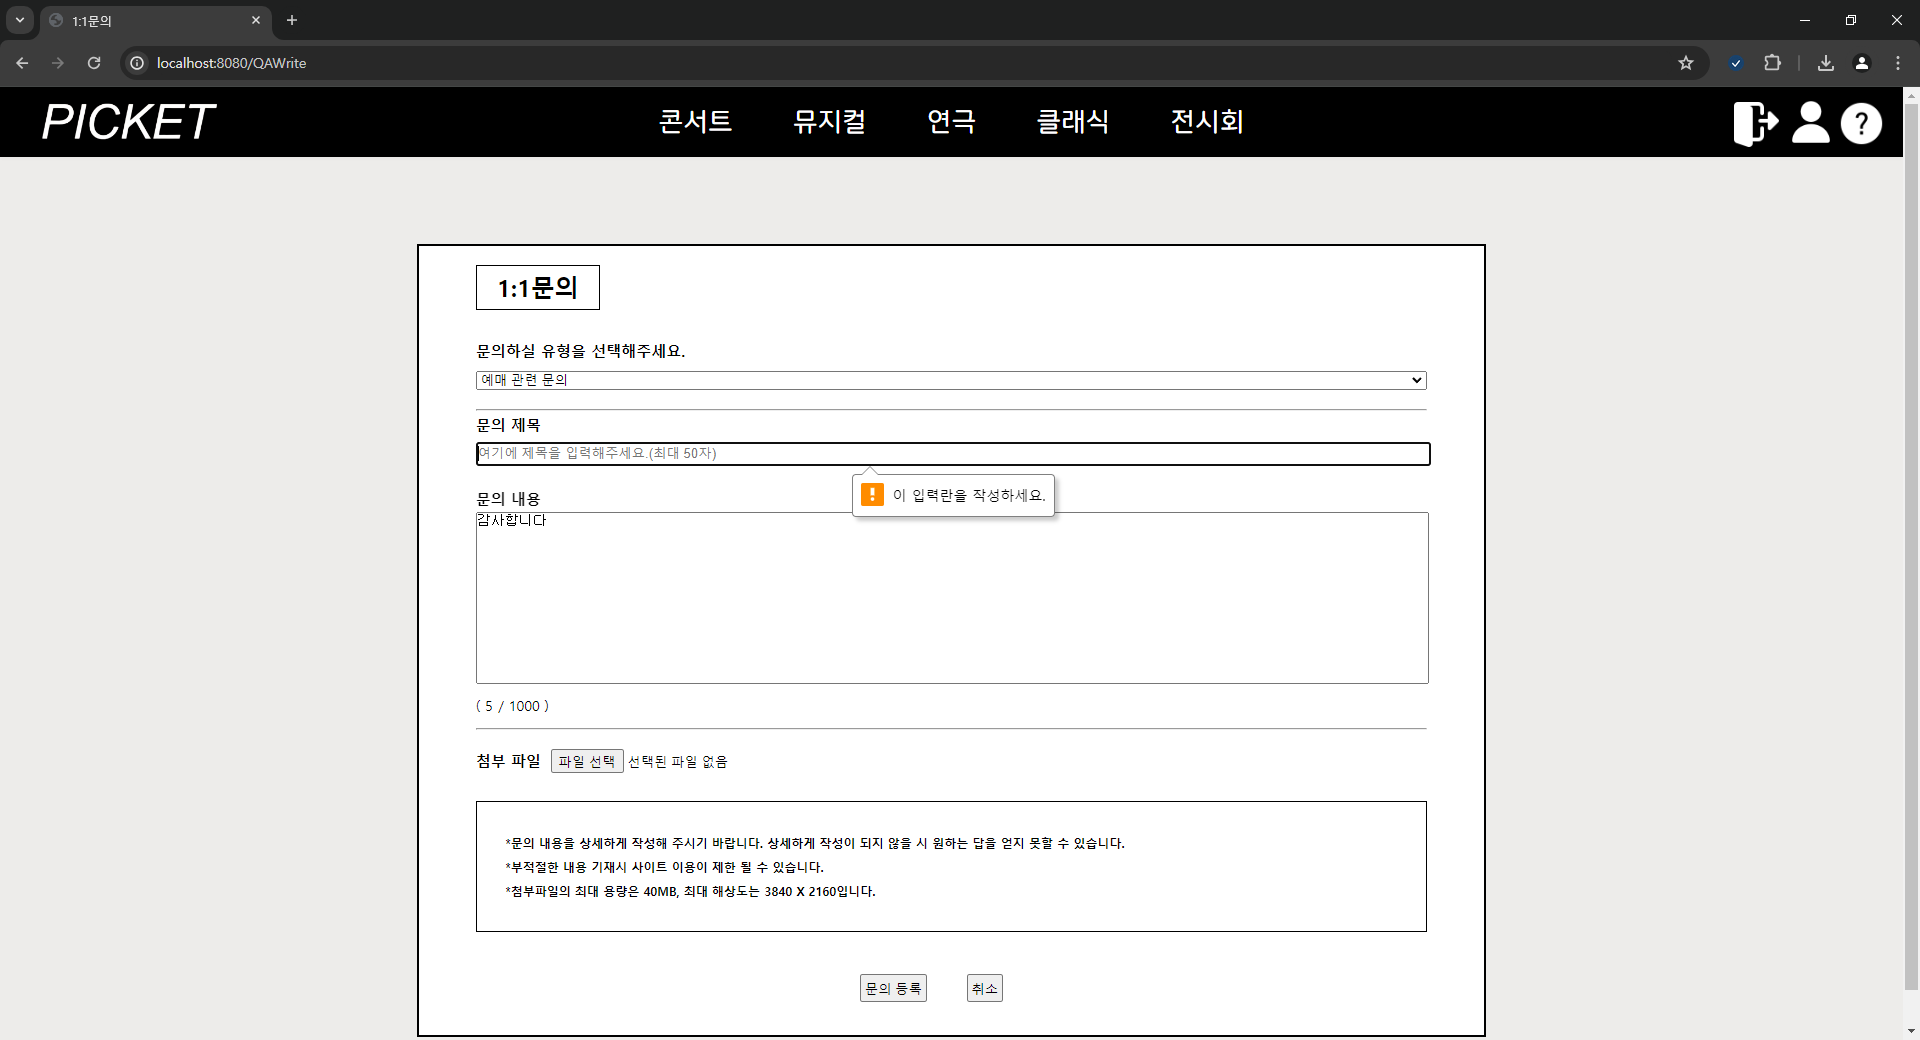 1:1문의
localhost:8080/QAWrite
PICKET 콘서트 뮤지컬 연극 클래식 전시회 ?
1:1문의
문의하실 유형을 선택해주세요.
예매 관련 문의
문의 제목
여기에 제목을 입력해주세요.(최대 50자)
! 이 입력란을 작성하세요.
문의 내용
감사합니다
( 5 / 1000 )
첨부 파일 파일 선택 선택된 파일 없음
*문의 내용을 상세하게 작성해 주시기 바랍니다. 상세하게 작성이 되지 않을 시 원하는 답을 얻지 못할 수 있습니다.
*부적절한 내용 기재시 사이트 이용이 제한 될 수 있습니다.
*첨부파일의 최대 용량은 40MB, 최대 해상도는 3840 X 2160입니다.
문의 등록 취소